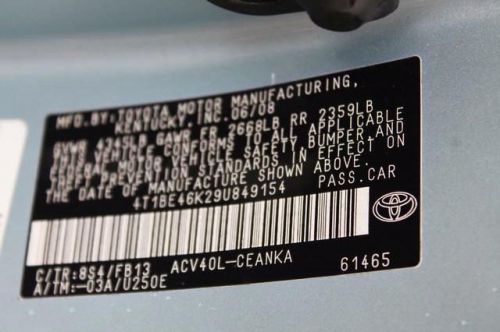 MFD.BY: TOYOTA MOTOR MANUFACTURING,
KENTUCKY, INC. 06/08
GVWR 4345LB GAWR FR 2668LB RR 2359LB
THIS VEHICLE CONFORMS TO ALL APPLICABLE
FEDERAL MOTOR VEHICLE SAFETY, BUMPER, AND
THEFT PREVENTION STANDARDS IN EFFECT ON
THE DATE OF MANUFACTURE SHOWN ABOVE.
4T1BE46K29U849154 PASS.CAR
C/TR:8S4/FB13 ACV40L-CEANKA 61465
A/TM:-03A/U250E